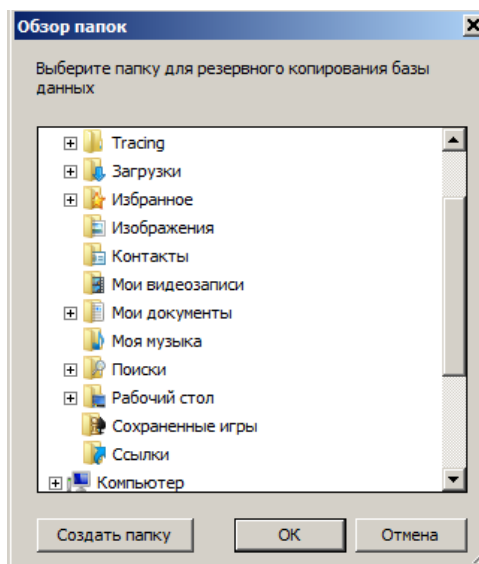 Обзор папок
Выберите папку для резервного копирования базы
данных
Tracing
Загрузки
Избранное
Изображения
Контакты
Мои видеозаписи
Мои документы
Моя музыка
Поиски
Рабочий стол
Сохраненные игры
Ссылки
Компьютер
Создать папку ОК Отмена